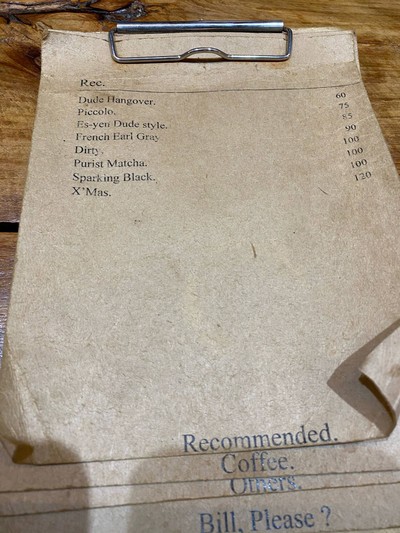 Rec.
Dude Hangover. 60
Piccolo. 75
Es-yen Dude style. 85
French Earl Gray 90
Dirty. 100
Purist Matcha. 100
Sparking Black. 100
X'Mas. 120
Recommended.
Coffee.
Others.
Bill, Please ?